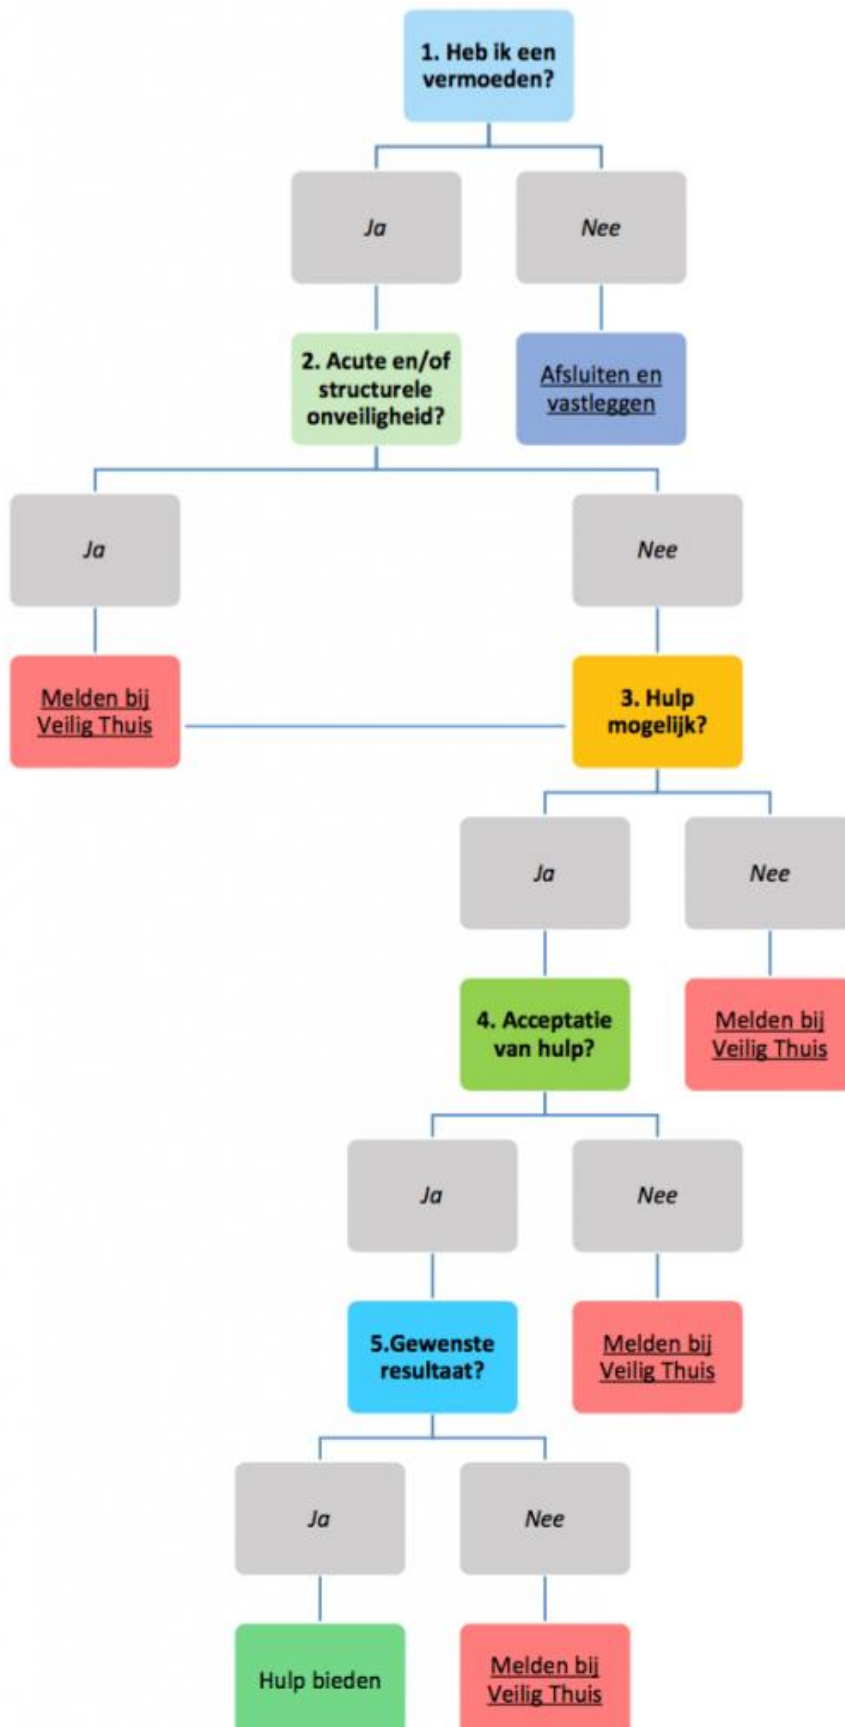 1. Heb ik een
vermoeden?
Ja
Nee
2. Acute en/of
structurele
onveiligheid?
Afsluiten en
vastleggen
Ja
Nee
Melden bij
Veilig Thuis
3. Hulp
mogelijk?
Ja
Nee
4. Acceptatie
van hulp?
Melden bij
Veilig Thuis
Ja
Nee
5.Gewenste
resultaat?
Melden bij
Veilig Thuis
Ja
Nee
Hulp bieden
Melden bij
Veilig Thuis